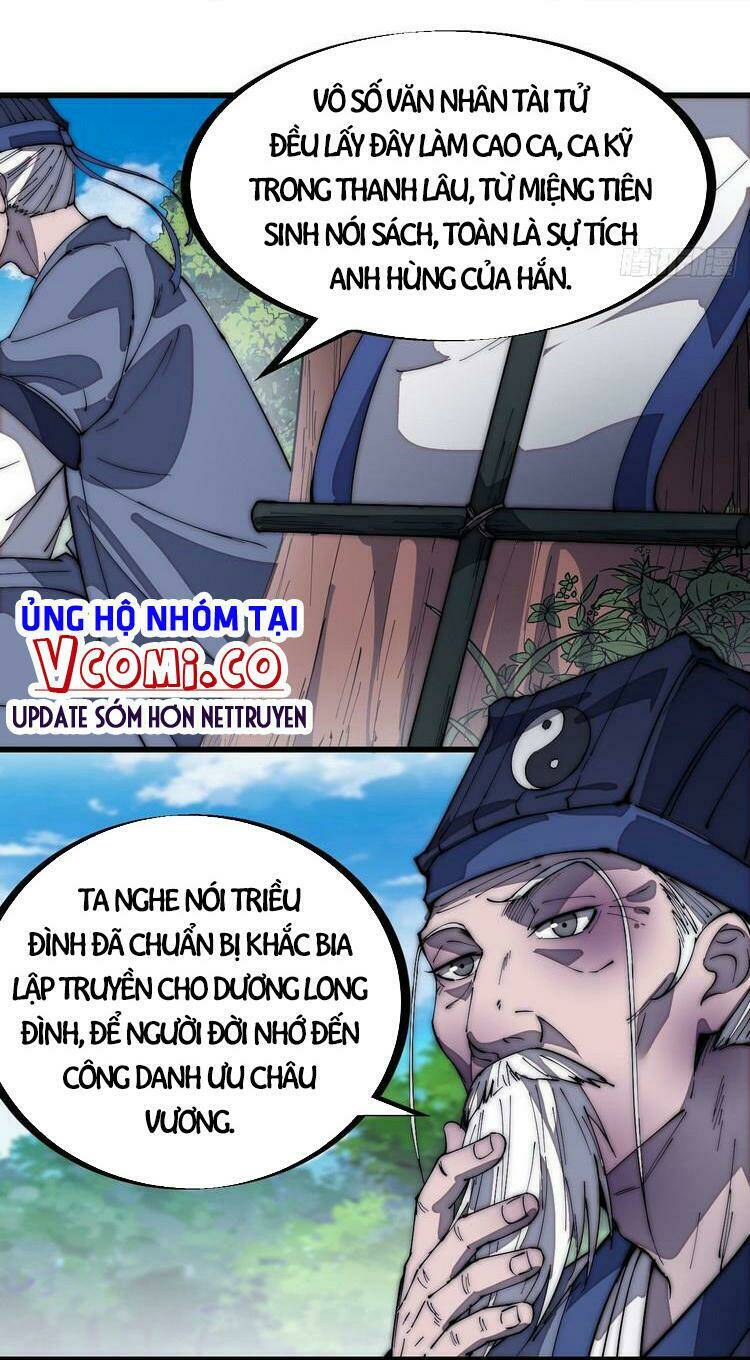 VÔ SỐ VĂN NHÂN TÀI TỬ
ĐỀU LẤY ĐÂY LÀM CAO CA, CA KỸ
TRONG THANH LÂU, TỪ MIỆNG TIÊN
SINH NÓI SÁCH, TOÀN LÀ SỰ TÍCH
ANH HÙNG CỦA HẮN.
ỦNG HỘ NHÓM TẠI
VCOMI.CO
UPDATE SỚM HƠN NETTRUYEN
TA NGHE NÓI TRIỀU
ĐÌNH ĐÃ CHUẨN BỊ KHẮC BIA
LẬP TRUYỀN CHO DƯƠNG LONG
ĐÌNH, ĐỂ NGƯỜI ĐỜI NHỚ ĐẾN
CÔNG DANH ƯU CHÂU
VƯƠNG.